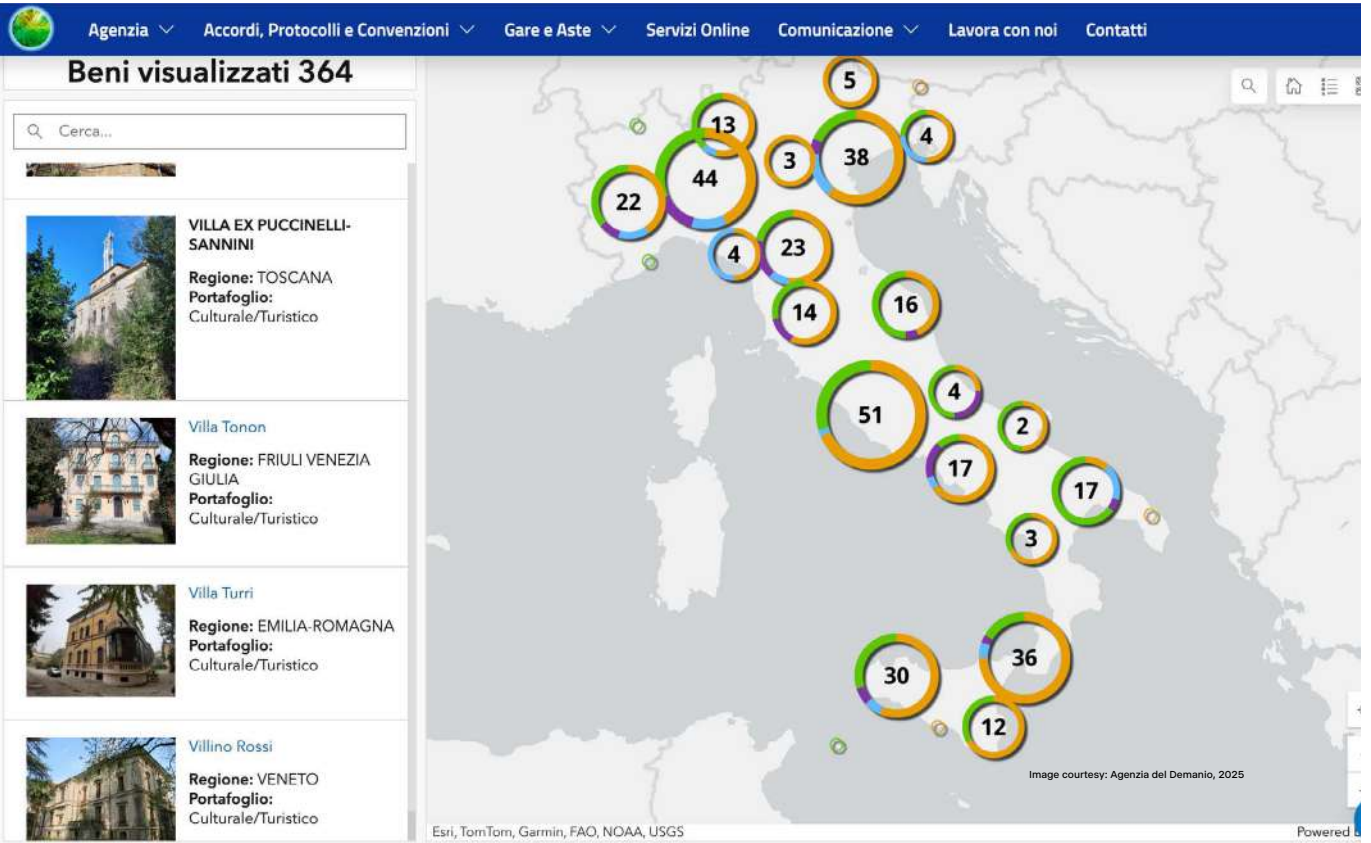 Agenzia
Accordi, Protocolli e Convenzioni
Gare e Aste
Servizi Online
Comunicazione
Lavora con noi
Contatti
Beni visualizzati 364
Cerca...
VILLA EX PUCCINELLI-
SANNINI
Regione: TOSCANA
Portafoglio:
Culturale/Turistico
Villa Tonon
Regione: FRIULI VENEZIA
GIULIA
Portafoglio:
Culturale/Turistico
Villa Turri
Regione: EMILIA-ROMAGNA
Portafoglio:
Culturale/Turistico
Villino Rossi
Regione: VENETO
Portafoglio:
Culturale/Turistico
5
13
4
3
38
44
22
4
23
14
16
51
4
2
17
17
3
30
36
12
Image courtesy: Agenzia del Demanio, 2025
Esri, TomTom, Garmin, FAO, NOAA, USGS
Powered